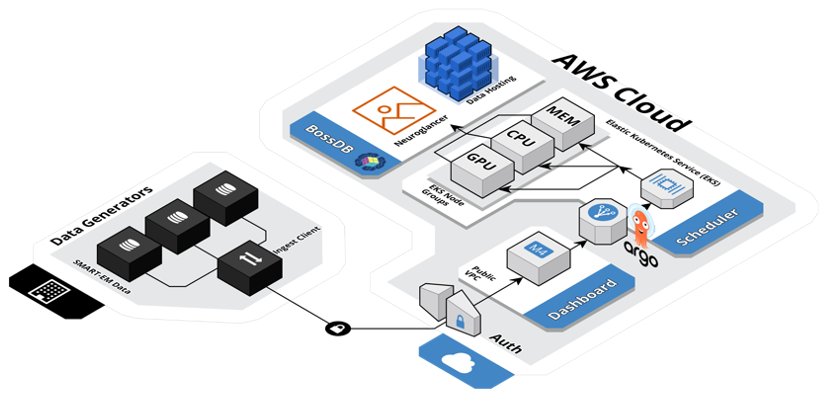 AWS Cloud
Data Hosting
Neuroglancer
BossDB
MEM
CPU
GPU
Elastic Kubernetes Service (EKS)
EKS Node
Groups
Data Generators
SMART-EM Data
Ingest Client
Scheduler
argo
M4
Public
VPC
Dashboard
Auth